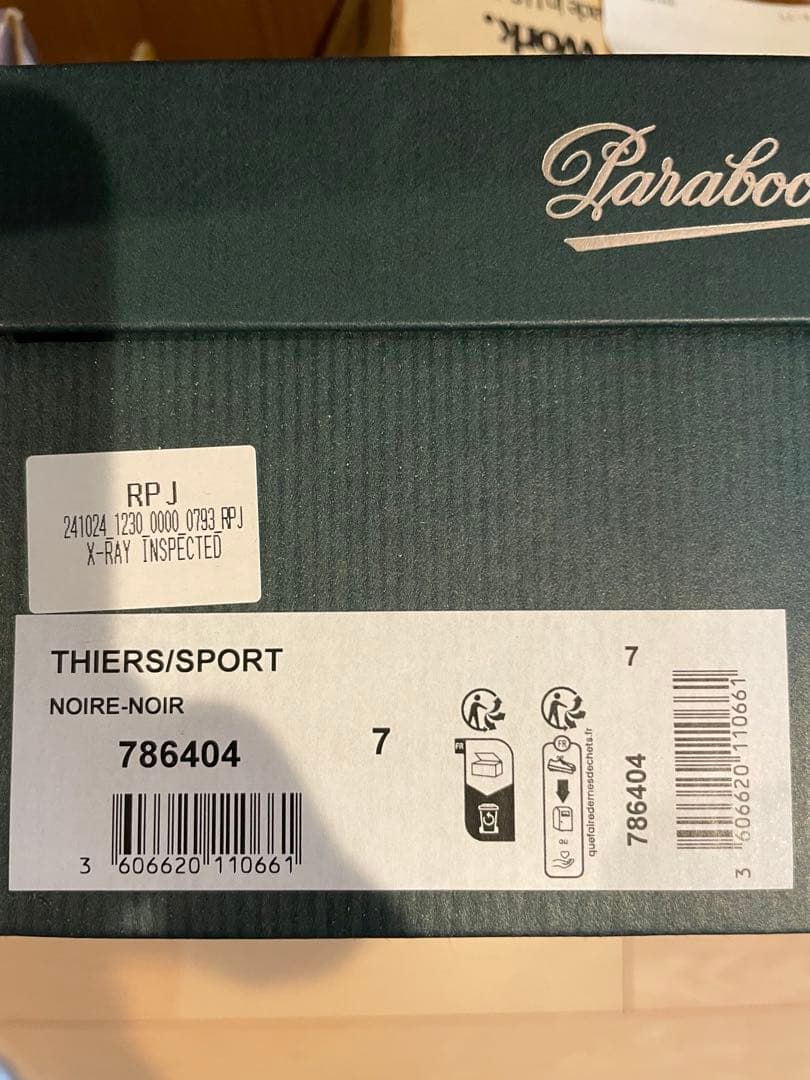 work.
Paraboo
RPJ
241024_1230_0000_0793_RPJ
X-RAY INSPECTED
THIERS/SPORT
NOIRE-NOIR
786404
7
3 606620 110661
FR
FR
quefairedemesdechets.fr
7
786404
3 606620 110661